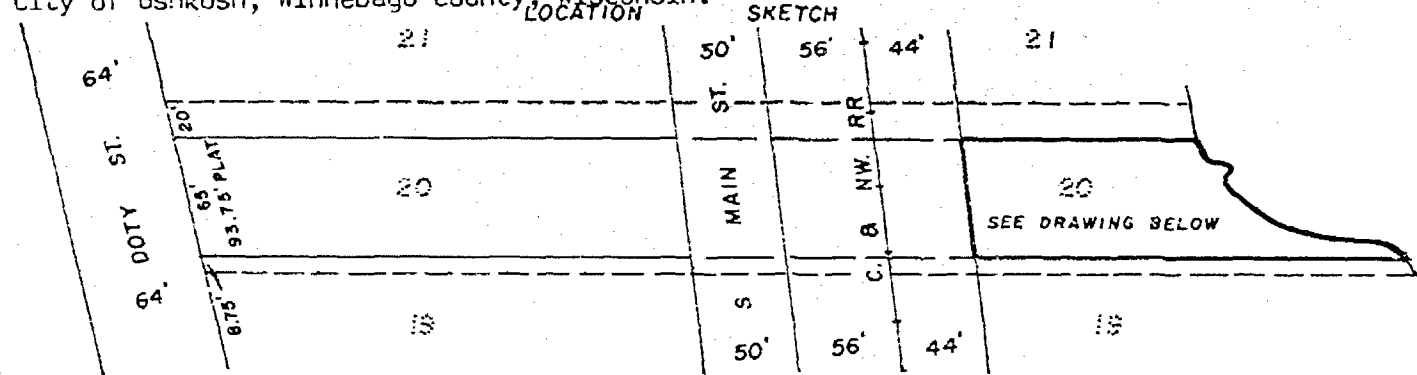 City of Oshkosh, Winnebago County, Wisconsin.
LOCATION SKETCH
21 50' 56' 44' 21
64'
20'
DOTY ST.
65'
93.75' PLAT
20
S MAIN ST.
C. & NW. RR
20
SEE DRAWING BELOW
64'
8.75'
19 19
50' 56' 44'